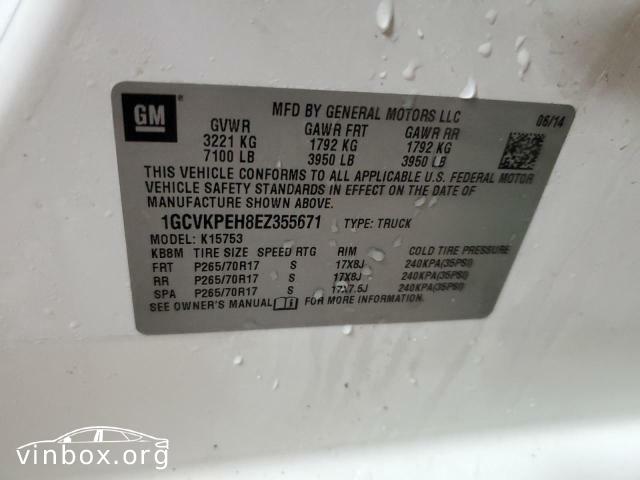 GM ®
MFD BY GENERAL MOTORS LLC 06/14
GVWR GAWR FRT GAWR RR
3221 KG 1792 KG 1792 KG
7100 LB 3950 LB 3950 LB
THIS VEHICLE CONFORMS TO ALL APPLICABLE U.S. FEDERAL MOTOR
VEHICLE SAFETY STANDARDS IN EFFECT ON THE DATE OF
MANUFACTURE SHOWN ABOVE.
1GCVKPEH8EZ355671 TYPE: TRUCK
MODEL: K15753
KB8M TIRE SIZE SPEED RTG RIM COLD TIRE PRESSURE
FRT P265/70R17 S 17X8J 240KPA(35PSI)
RR P265/70R17 S 17X8J 240KPA(35PSI)
SPA P265/70R17 S 17X7.5J 240KPA(35PSI)
SEE OWNER'S MANUAL i FOR MORE INFORMATION.
vinbox.org